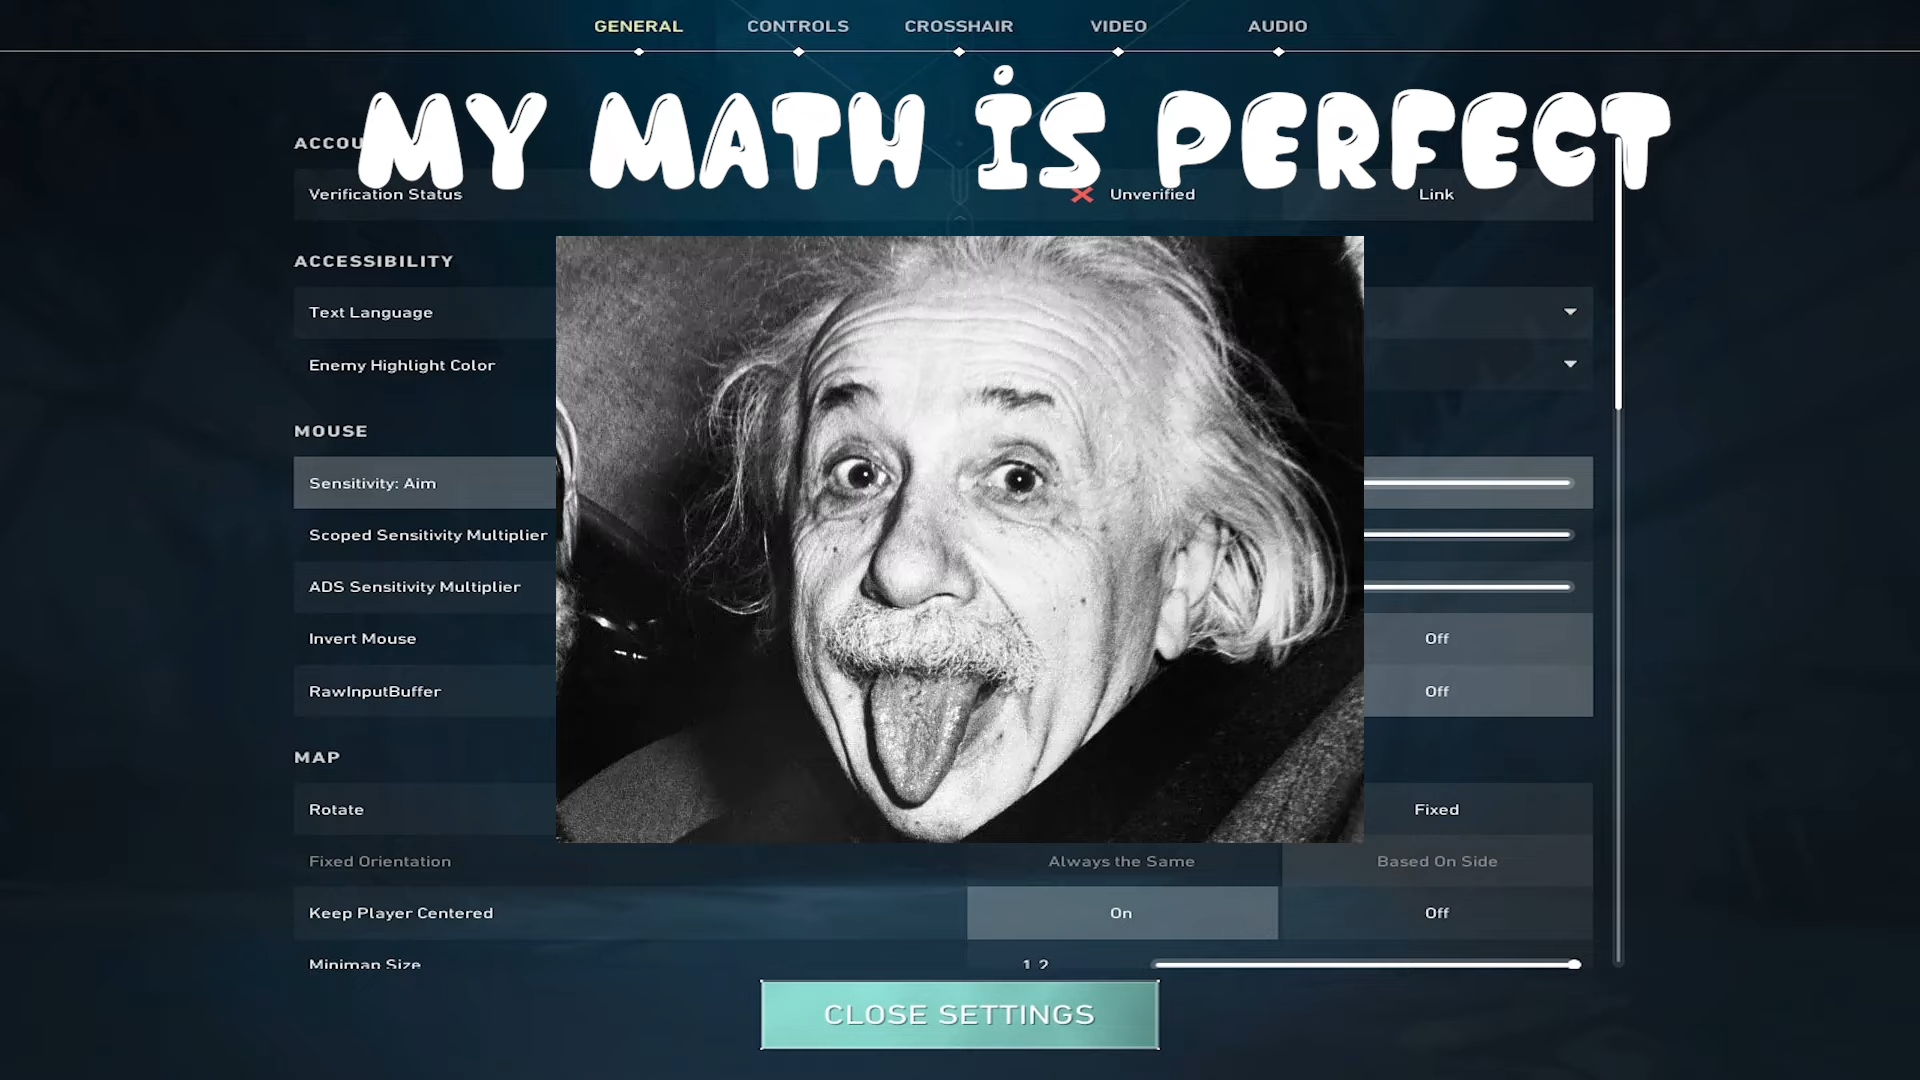 GENERAL CONTROLS CROSSHAIR VIDEO AUDIO
MY MATH İS PERFECT
Verification Status Unverified Link
ACCESSIBILITY
Text Language
Enemy Highlight Color
MOUSE
Sensitivity: Aim
Scoped Sensitivity Multiplier
ADS Sensitivity Multiplier
Invert Mouse Off
RawInputBuffer Off
MAP
Rotate Fixed
Fixed Orientation Always the Same Based On Side
Keep Player Centered On Off
Minimap Size 1.2
CLOSE SETTINGS